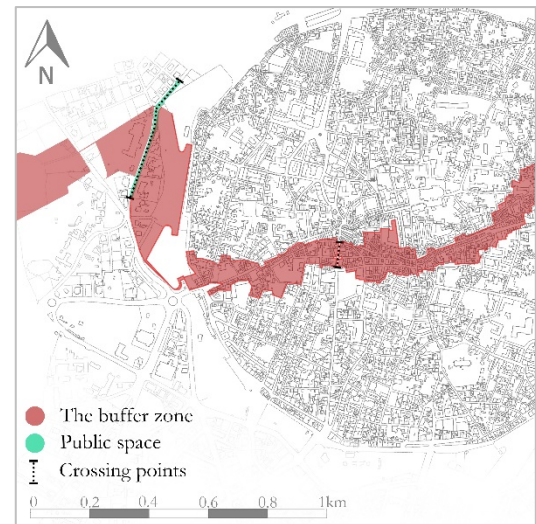 N
The buffer zone
Public space
Crossing points
0 0.2 0.4 0.6 0.8 1km